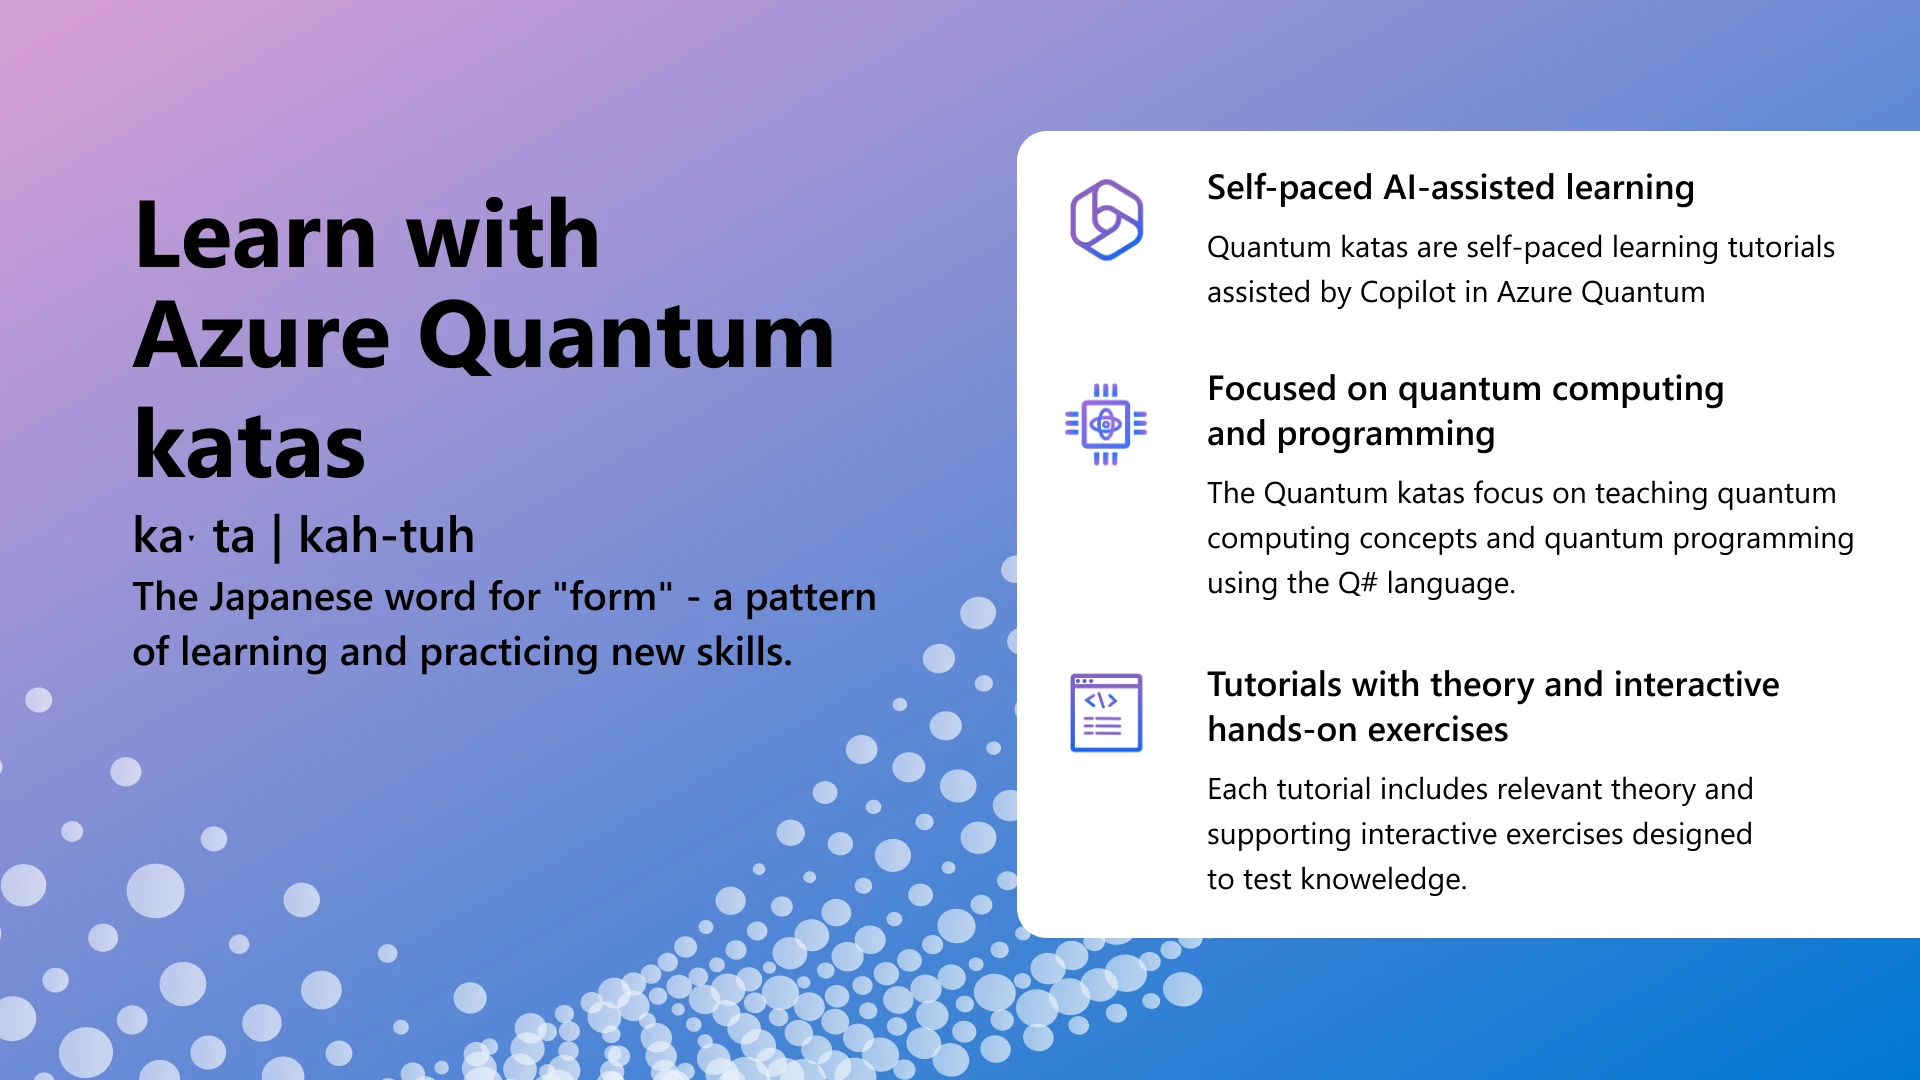 Learn with
Azure Quantum
katas
ka· ta | kah-tuh
The Japanese word for "form" - a pattern
of learning and practicing new skills.
Self-paced AI-assisted learning
Quantum katas are self-paced learning tutorials
assisted by Copilot in Azure Quantum
Focused on quantum computing
and programming
The Quantum katas focus on teaching quantum
computing concepts and quantum programming
using the Q# language.
Tutorials with theory and interactive
hands-on exercises
Each tutorial includes relevant theory and
supporting interactive exercises designed
to test knoweledge.